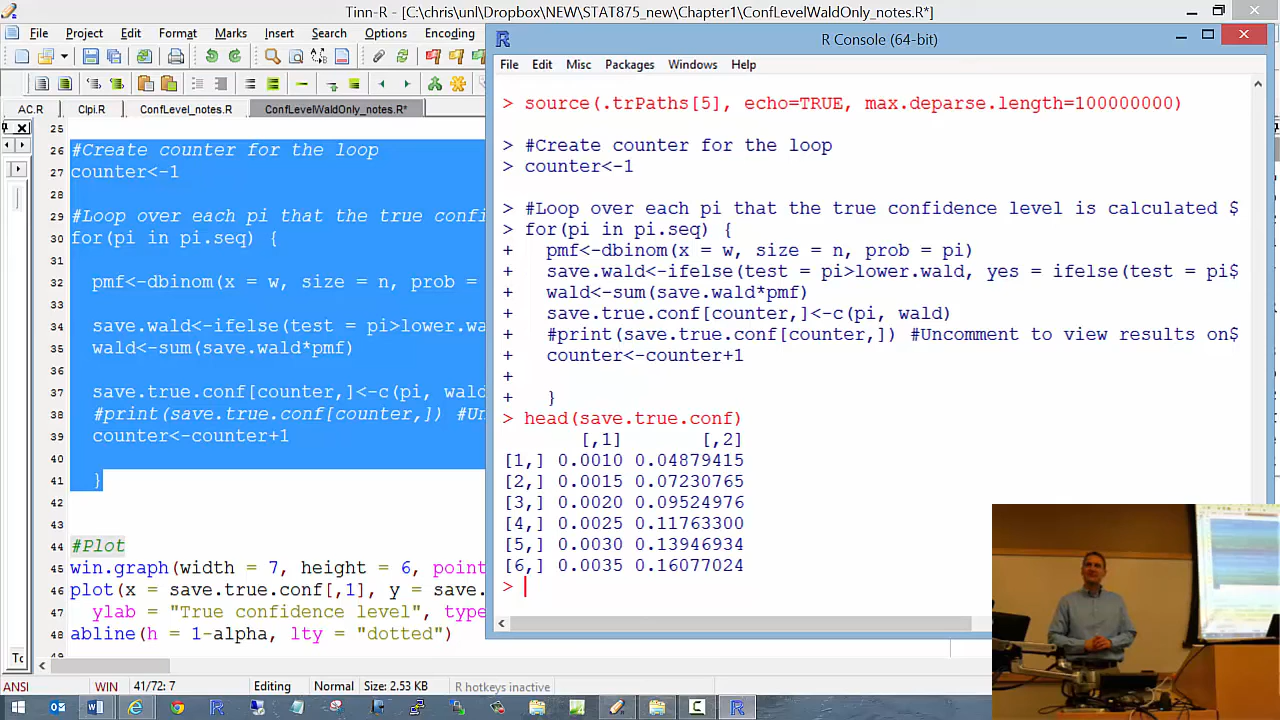 Tinn-R - [C:\chris\unl\Dropbox\NEW\STAT875_new\Chapter1\ConfLevelWaldOnly_notes.R*]
File Project Edit Format Marks Insert Search Options Encoding
AC.R CIpi.R ConfLevel_notes.R ConfLevelWaldOnly_notes.R*
25
26 #Create counter for the loop
27 counter<-1
28
29 #Loop over each pi that the true confi
30 for(pi in pi.seq) {
31
32 pmf<-dbinom(x = w, size = n, prob =
33
34 save.wald<-ifelse(test = pi>lower.wa
35 wald<-sum(save.wald*pmf)
36
37 save.true.conf[counter,]<-c(pi, wald
38 #print(save.true.conf[counter,]) #Un
39 counter<-counter+1
40
41 }
42
43
44 #Plot
45 win.graph(width = 7, height = 6, point
46 plot(x = save.true.conf[,1], y = save.
47 ylab = "True confidence level", type
48 abline(h = 1-alpha, lty = "dotted")
49
Tc
ANSI WIN 41/72: 7 Editing Normal Size: 2.53 KB R hotkeys inactive
R Console (64-bit)
File Edit Misc Packages Windows Help
> source(.trPaths[5], echo=TRUE, max.deparse.length=100000000)
> #Create counter for the loop
> counter<-1
> #Loop over each pi that the true confidence level is calculated $
> for(pi in pi.seq) {
+ pmf<-dbinom(x = w, size = n, prob = pi)
+ save.wald<-ifelse(test = pi>lower.wald, yes = ifelse(test = pi$
+ wald<-sum(save.wald*pmf)
+ save.true.conf[counter,]<-c(pi, wald)
+ #print(save.true.conf[counter,]) #Uncomment to view results on$
+ counter<-counter+1
+
+ }
> head(save.true.conf)
[,1] [,2]
[1,] 0.0010 0.04879415
[2,] 0.0015 0.07230765
[3,] 0.0020 0.09524976
[4,] 0.0025 0.11763300
[5,] 0.0030 0.13946934
[6,] 0.0035 0.16077024
>